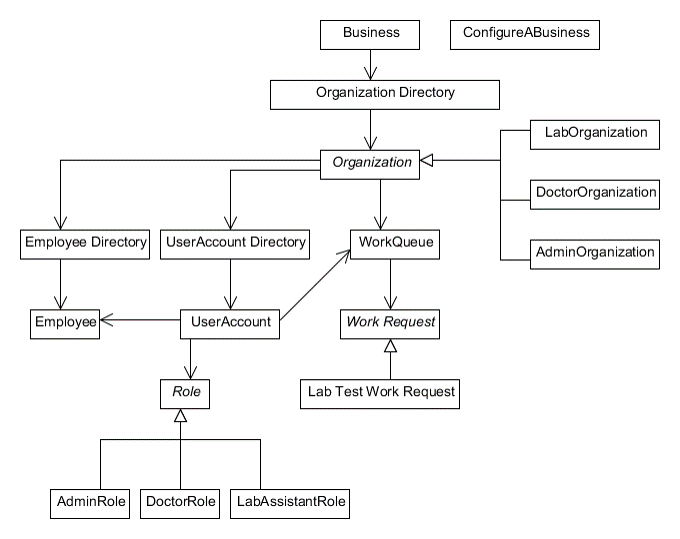 Business
ConfigureABusiness
Organization Directory
LabOrganization
Organization
DoctorOrganization
Employee Directory
UserAccount Directory
WorkQueue
AdminOrganization
Employee
UserAccount
Work Request
Role
Lab Test Work Request
AdminRole
DoctorRole
LabAssistantRole